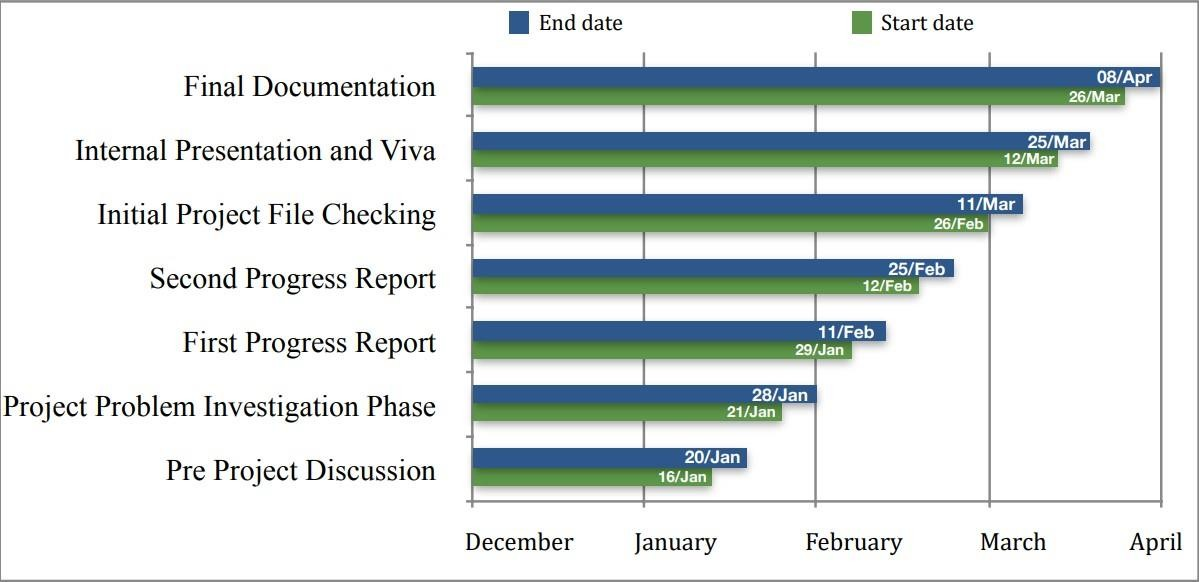 End date
Start date
Final Documentation
08/Apr
26/Mar
Internal Presentation and Viva
25/Mar
12/Mar
Initial Project File Checking
11/Mar
26/Feb
Second Progress Report
25/Feb
12/Feb
First Progress Report
11/Feb
29/Jan
Project Problem Investigation Phase
28/Jan
21/Jan
Pre Project Discussion
20/Jan
16/Jan
December January February March April